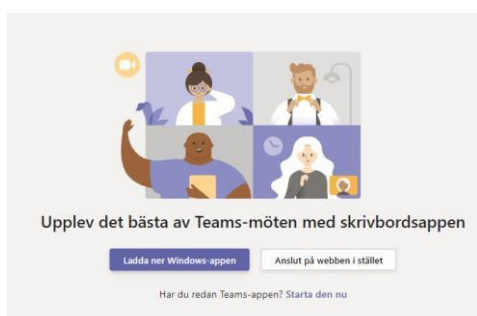 Upplev det bästa av Teams-möten med skrivbordsappen
Ladda ner Windows-appen
Anslut på webben i stället
Har du redan Teams-appen? Starta den nu